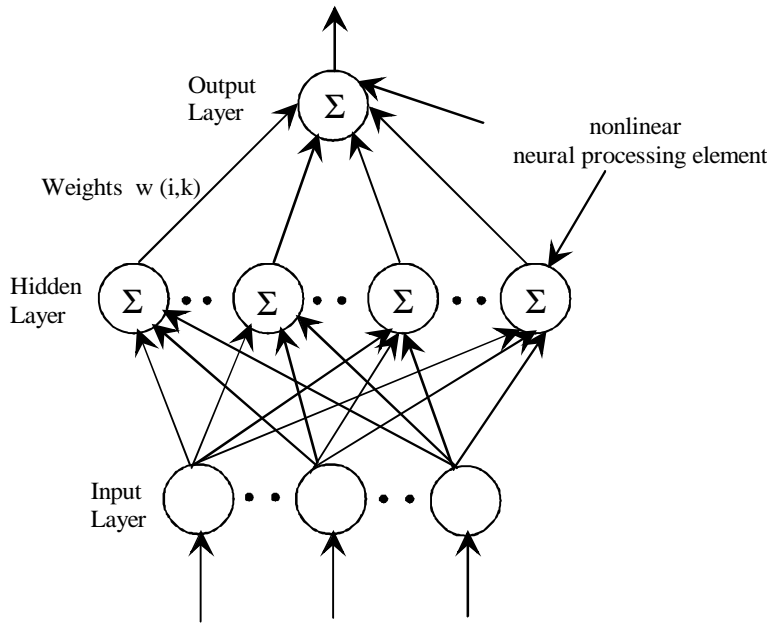 Output
Layer
Σ
nonlinear
neural processing element
Weights w (i,k)
Hidden
Layer
Σ Σ Σ Σ
Input
Layer